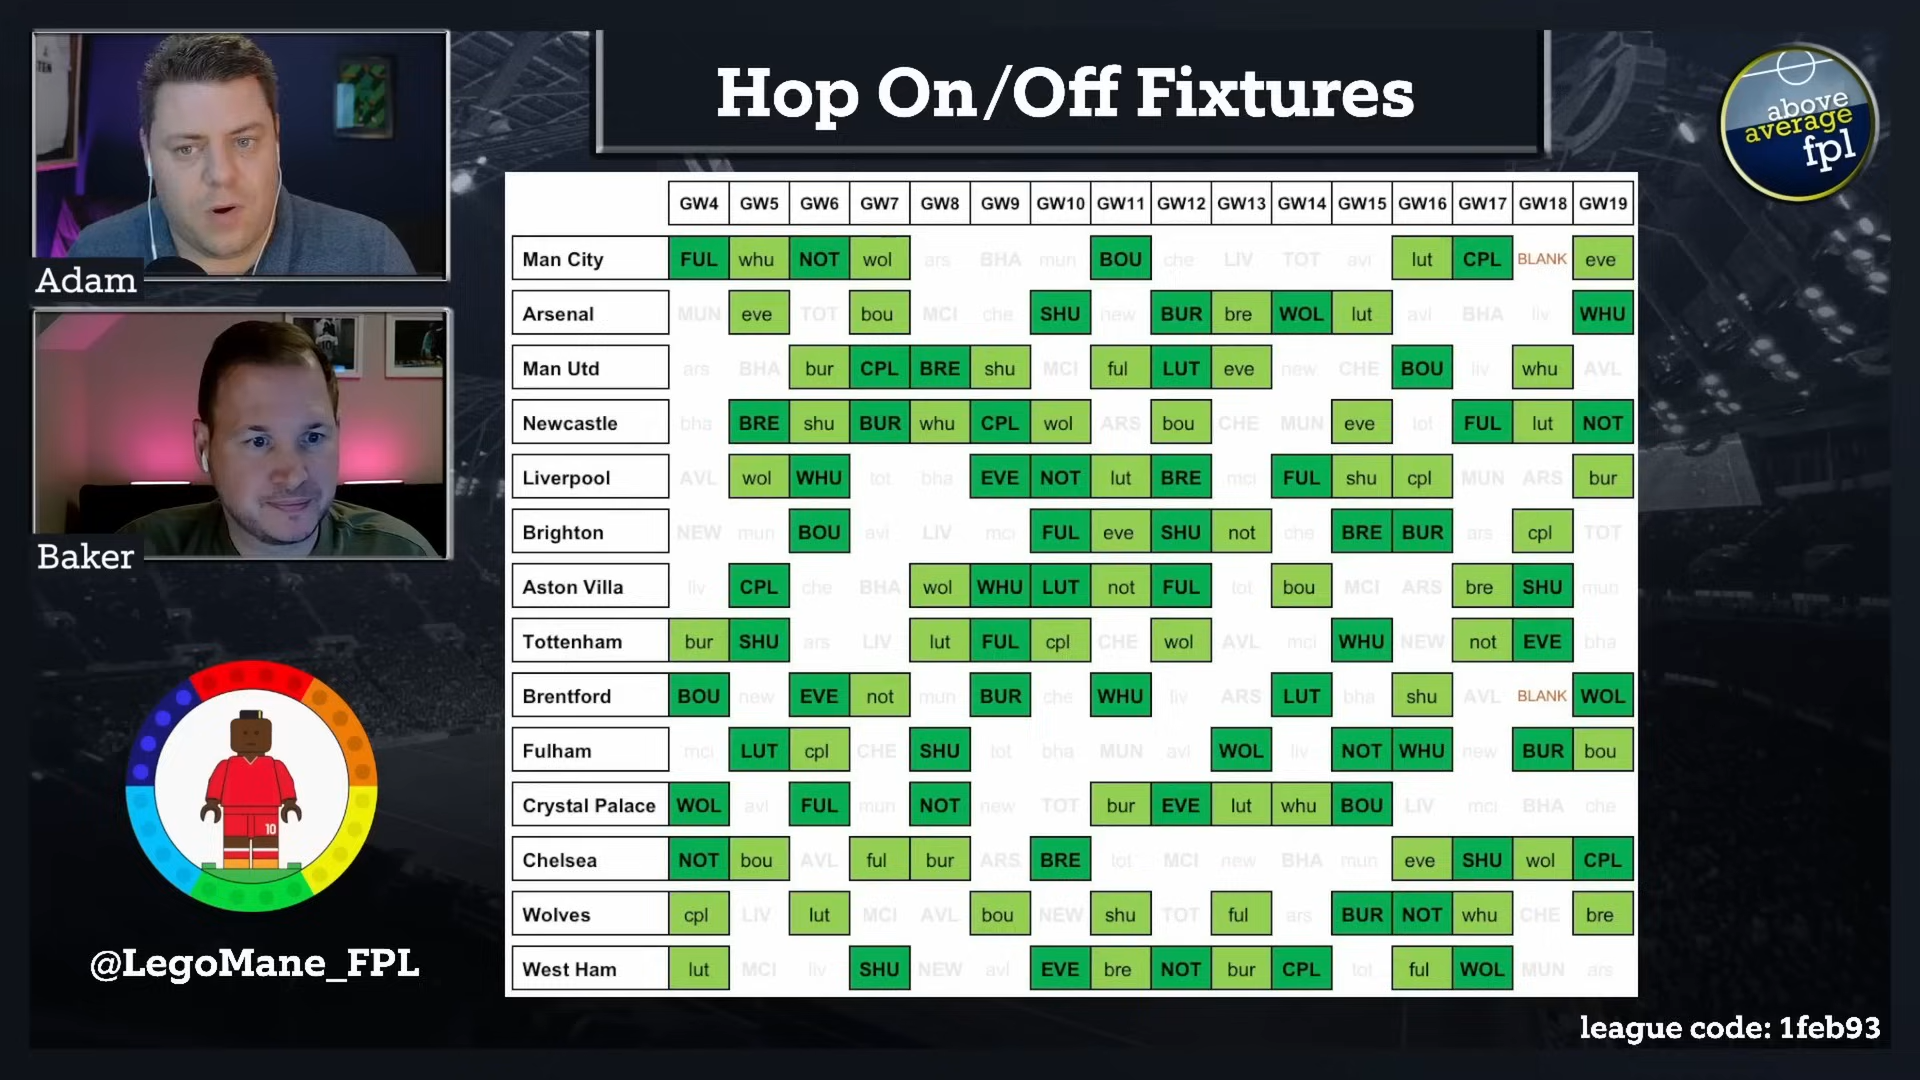 Hop On/Off Fixtures
above
average
fpl
TEN
Adam
Baker
10
@LegoMane_FPL
GW4 GW5 GW6 GW7 GW8 GW9 GW10 GW11 GW12 GW13 GW14 GW15 GW16 GW17 GW18 GW19
Man City FUL whu NOT wol ars BHA mun BOU che LIV TOT avl lut CPL BLANK eve
Arsenal MUN eve TOT bou MCI che SHU new BUR bre WOL lut avl BHA liv WHU
Man Utd ars BHA bur CPL BRE shu MCI ful LUT eve new CHE BOU liv whu AVL
Newcastle bha BRE shu BUR whu CPL wol ARS bou CHE MUN eve tot FUL lut NOT
Liverpool AVL wol WHU tot bha EVE NOT lut BRE mci FUL shu cpl MUN ARS bur
Brighton NEW mun BOU avl LIV mci FUL eve SHU not che BRE BUR ars cpl TOT
Aston Villa liv CPL che BHA wol WHU LUT not FUL tot bou MCI ARS bre SHU mun
Tottenham bur SHU ars LIV lut FUL cpl CHE wol AVL mci WHU NEW not EVE bha
Brentford BOU new EVE not mun BUR che WHU liv ARS LUT bha shu AVL BLANK WOL
Fulham mci LUT cpl CHE SHU tot bha MUN avl WOL liv NOT WHU new BUR bou
Crystal Palace WOL avl FUL mun NOT new TOT bur EVE lut whu BOU LIV mci BHA che
Chelsea NOT bou AVL ful bur ARS BRE tot MCI new BHA mun eve SHU wol CPL
Wolves cpl LIV lut MCI AVL bou NEW shu TOT ful ars BUR NOT whu CHE bre
West Ham lut MCI liv SHU NEW avl EVE bre NOT bur CPL tot ful WOL MUN ars
league code: 1feb93